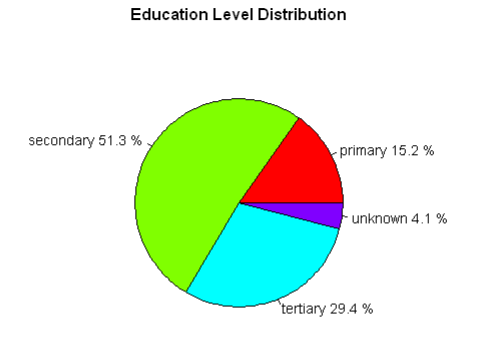 Education Level Distribution
secondary 51.3 %
primary 15.2 %
unknown 4.1 %
tertiary 29.4 %